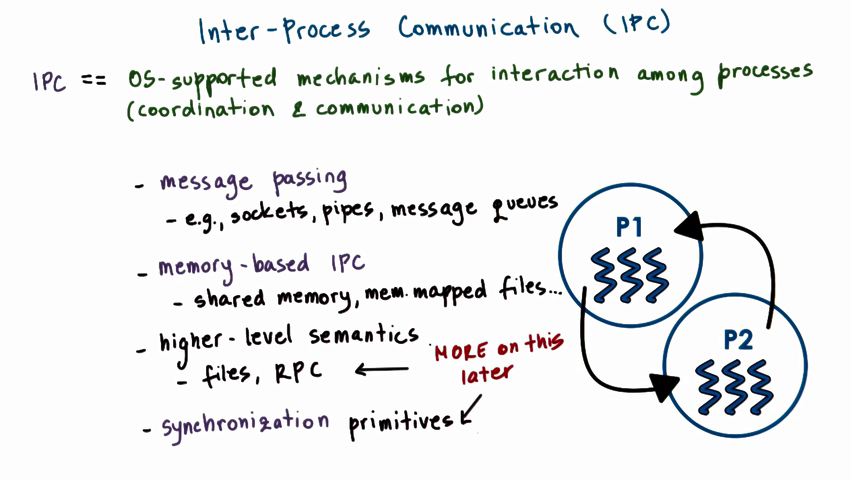 Inter-Process Communication (IPC)
IPC == OS-supported mechanisms for interaction among processes
(coordination & communication)
- message passing
- e.g., sockets, pipes, message queues
- memory-based IPC
- shared memory, mem. mapped files...
- higher-level semantics
- files, RPC
MORE on this
later
- synchronization primitives
P1
P2